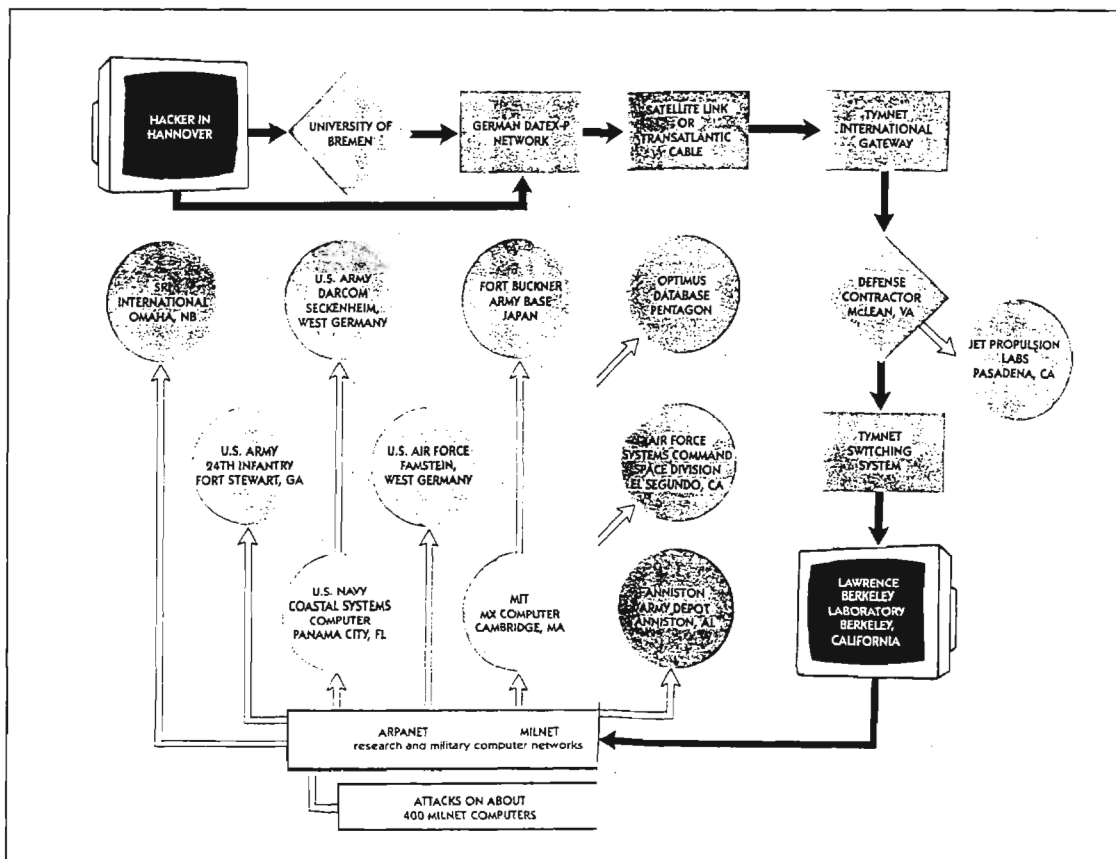 HACKER IN
HANNOVER
UNIVERSITY OF
BREMEN
GERMAN DATEX-P
NETWORK
SATELLITE LINK
OR
TRANSATLANTIC
CABLE
TYMNET
INTERNATIONAL
GATEWAY
SRI
INTERNATIONAL
OMAHA, NB
U.S. ARMY
DARCOM
SECKENHEIM,
WEST GERMANY
FORT BUCKNER
ARMY BASE
JAPAN
OPTIMUS
DATABASE
PENTAGON
DEFENSE
CONTRACTOR
MCLEAN, VA
JET PROPULSION
LABS
PASADENA, CA
U.S. ARMY
24TH INFANTRY
FORT STEWART, GA
U.S. AIR FORCE
FAMSTEIN,
WEST GERMANY
AIR FORCE
SYSTEMS COMMAND
SPACE DIVISION
EL SEGUNDO, CA
TYMNET
SWITCHING
SYSTEM
U.S. NAVY
COASTAL SYSTEMS
COMPUTER
PANAMA CITY, FL
MIT
MX COMPUTER
CAMBRIDGE, MA
ANNISTON
ARMY DEPOT
ANNISTON, AL
LAWRENCE
BERKELEY
LABORATORY
BERKELEY,
CALIFORNIA
ARPANET MILNET
research and military computer networks
ATTACKS ON ABOUT
400 MILNET COMPUTERS